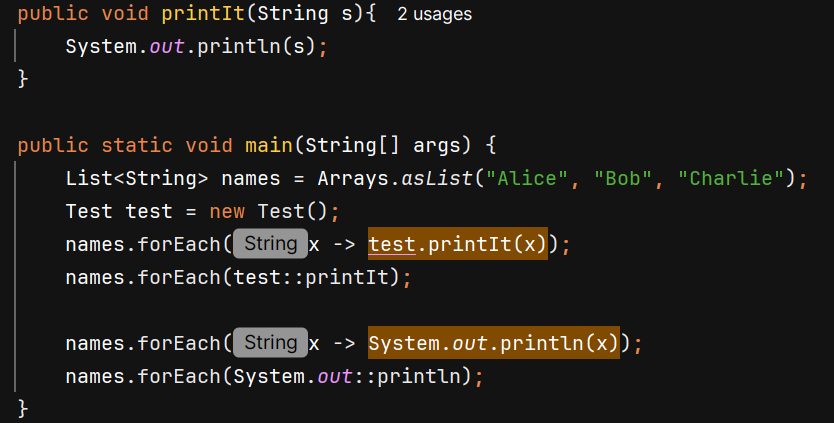 public void printIt(String s){ 2 usages
System.out.println(s);
}
public static void main(String[] args) {
List<String> names = Arrays.asList("Alice", "Bob", "Charlie");
Test test = new Test();
names.forEach( String x -> test.printIt(x));
names.forEach(test::printIt);
names.forEach( String x -> System.out.println(x));
names.forEach(System.out::println);
}